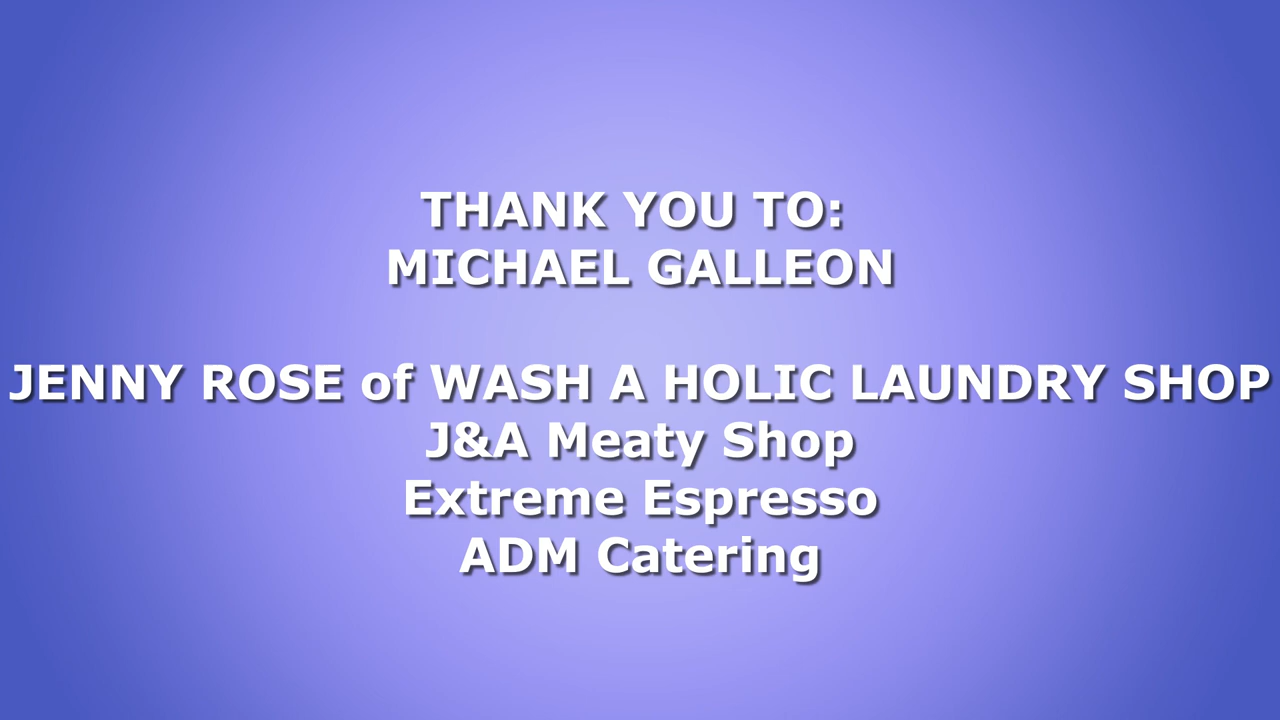 THANK YOU TO:
MICHAEL GALLEON
JENNY ROSE of WASH A HOLIC LAUNDRY SHOP
J&A Meaty Shop
Extreme Espresso
ADM Catering